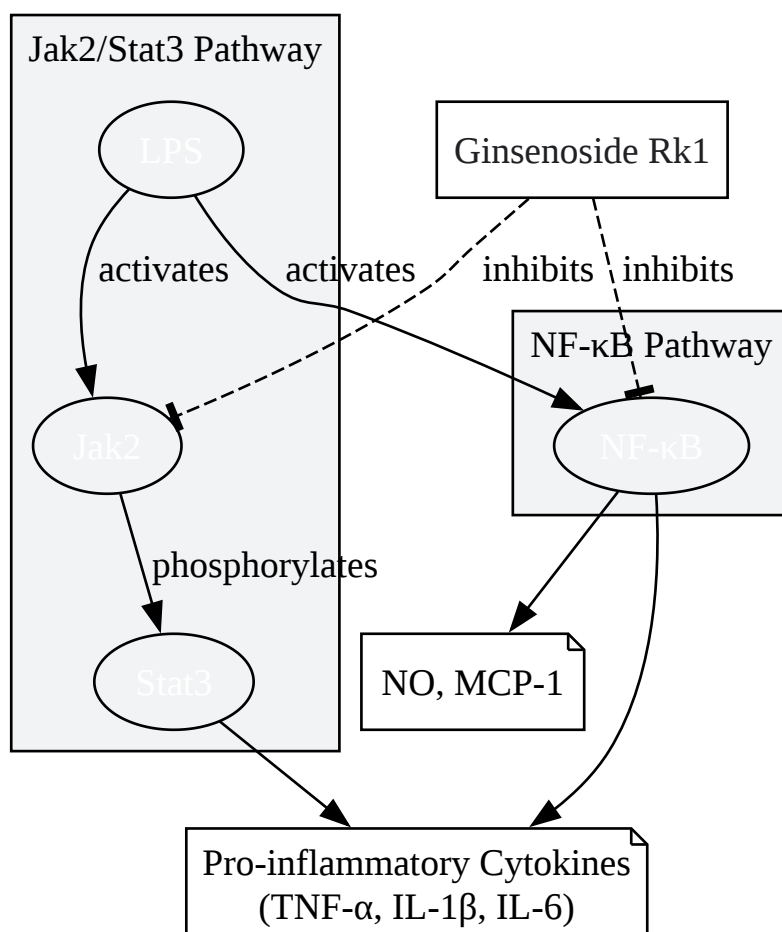 Jak2/Stat3 Pathway
LPS
Ginsenoside Rk1
activates
activates
inhibits
inhibits
NF-κB Pathway
Jak2
NF-κB
phosphorylates
Stat3
NO, MCP-1
Pro-inflammatory Cytokines
(TNF-α, IL-1β, IL-6)